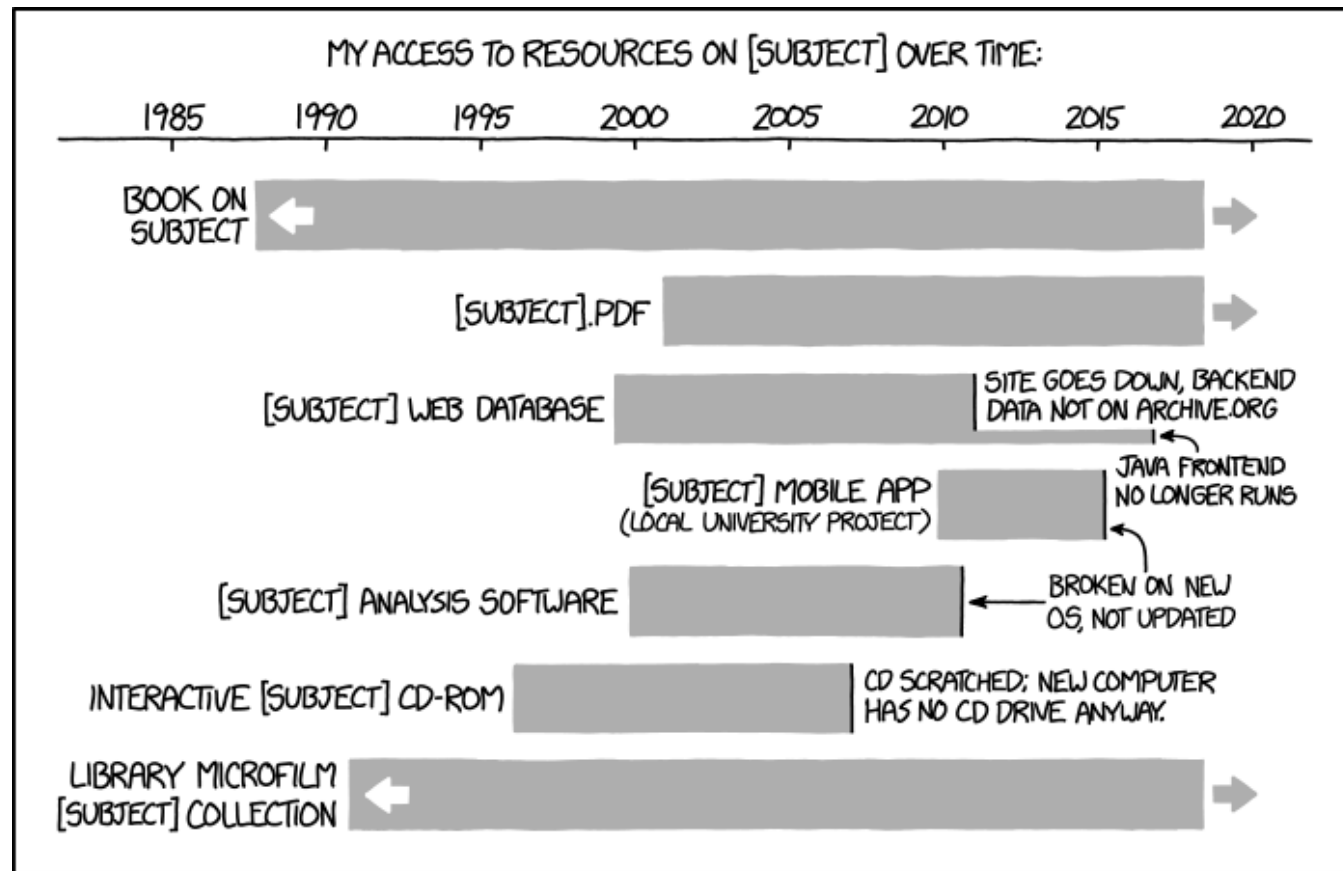 MY ACCESS TO RESOURCES ON [SUBJECT] OVER TIME:
1985 1990 1995 2000 2005 2010 2015 2020
BOOK ON
SUBJECT
[SUBJECT].PDF
[SUBJECT] WEB DATABASE
SITE GOES DOWN, BACKEND
DATA NOT ON ARCHIVE.ORG
JAVA FRONTEND
NO LONGER RUNS
[SUBJECT] MOBILE APP
(LOCAL UNIVERSITY PROJECT)
[SUBJECT] ANALYSIS SOFTWARE
BROKEN ON NEW
OS, NOT UPDATED
INTERACTIVE [SUBJECT] CD-ROM
CD SCRATCHED; NEW COMPUTER
HAS NO CD DRIVE ANYWAY.
LIBRARY MICROFILM
[SUBJECT] COLLECTION